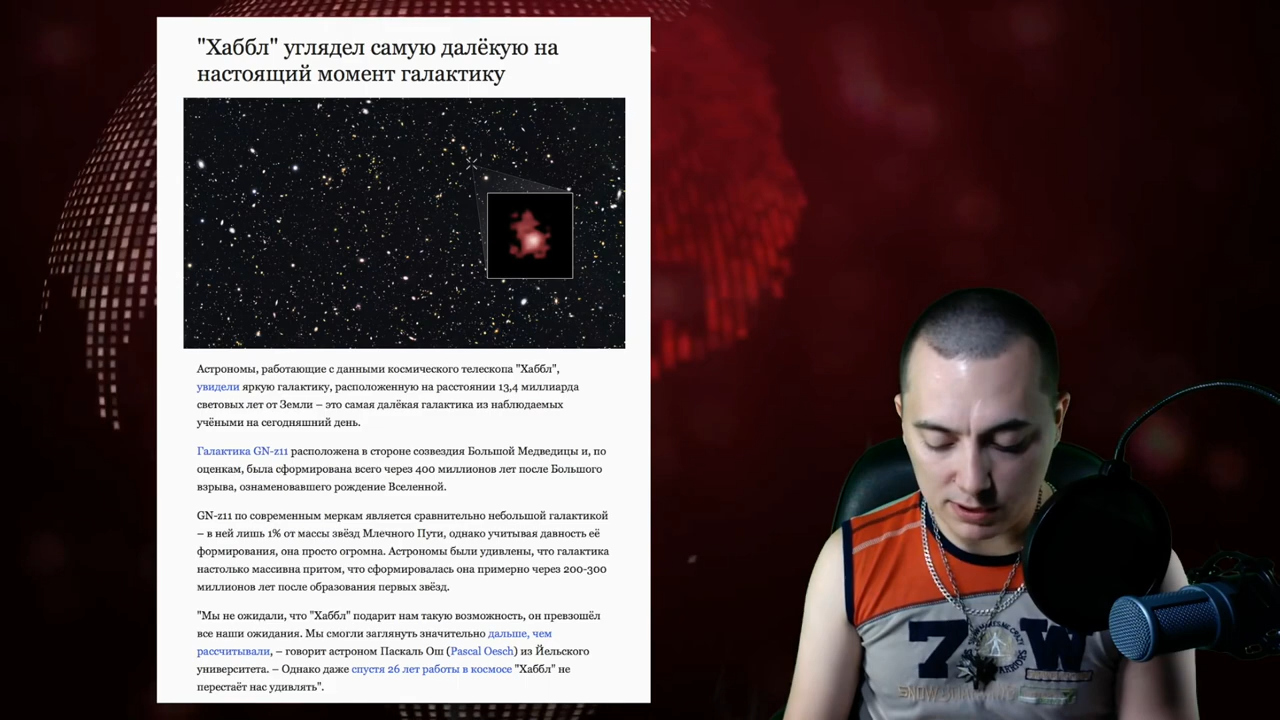 "Хаббл" углядел самую далёкую на
настоящий момент галактику
Астрономы, работающие с данными космического телескопа "Хаббл",
увидели яркую галактику, расположенную на расстоянии 13,4 миллиарда
световых лет от Земли – это самая далёкая галактика из наблюдаемых
учёными на сегодняшний день.
Галактика GN-z11 расположена в стороне созвездия Большой Медведицы и, по
оценкам, была сформирована всего через 400 миллионов лет после Большого
взрыва, ознаменовавшего рождение Вселенной.
GN-z11 по современным меркам является сравнительно небольшой галактикой
– в ней лишь 1% от массы звёзд Млечного Пути, однако учитывая давность её
формирования, она просто огромна. Астрономы были удивлены, что галактика
настолько массивна притом, что сформировалась она примерно через 200-300
миллионов лет после образования первых звёзд.
"Мы не ожидали, что "Хаббл" подарит нам такую возможность, он превзошёл
все наши ожидания. Мы смогли заглянуть значительно дальше, чем
рассчитывали, – говорит астроном Паскаль Ош (Pascal Oesch) из Йельского
университета. – Однако даже спустя 26 лет работы в космосе "Хаббл" не
перестаёт нас удивлять".
7 W